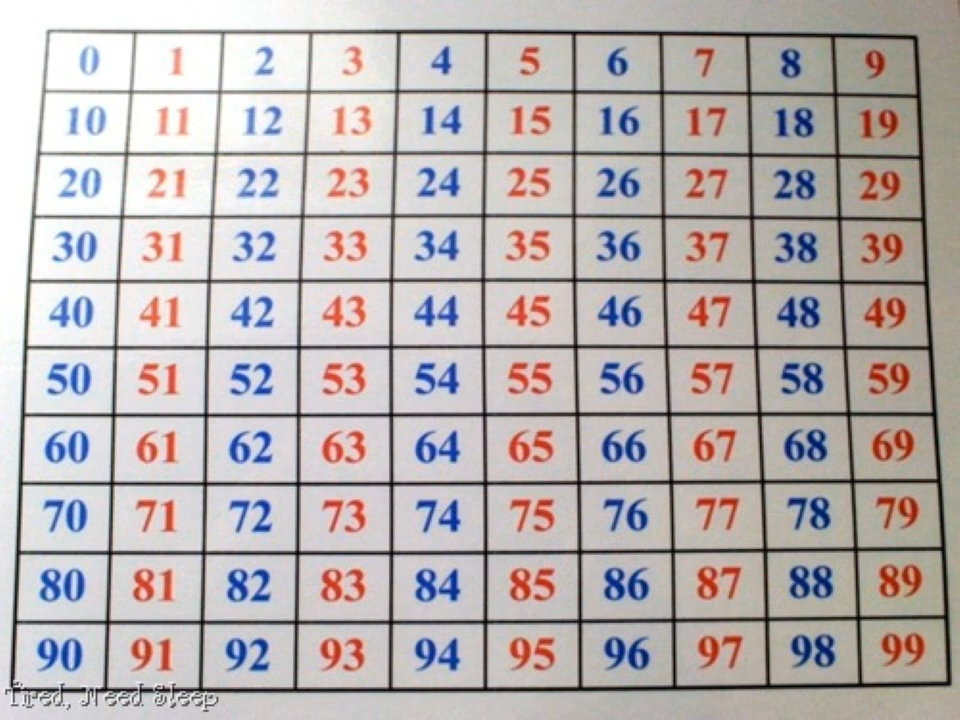 0 1 2 3 4 5 6 7 8 9
10 11 12 13 14 15 16 17 18 19
20 21 22 23 24 25 26 27 28 29
30 31 32 33 34 35 36 37 38 39
40 41 42 43 44 45 46 47 48 49
50 51 52 53 54 55 56 57 58 59
60 61 62 63 64 65 66 67 68 69
70 71 72 73 74 75 76 77 78 79
80 81 82 83 84 85 86 87 88 89
90 91 92 93 94 95 96 97 98 99
Tired, Need Sleep